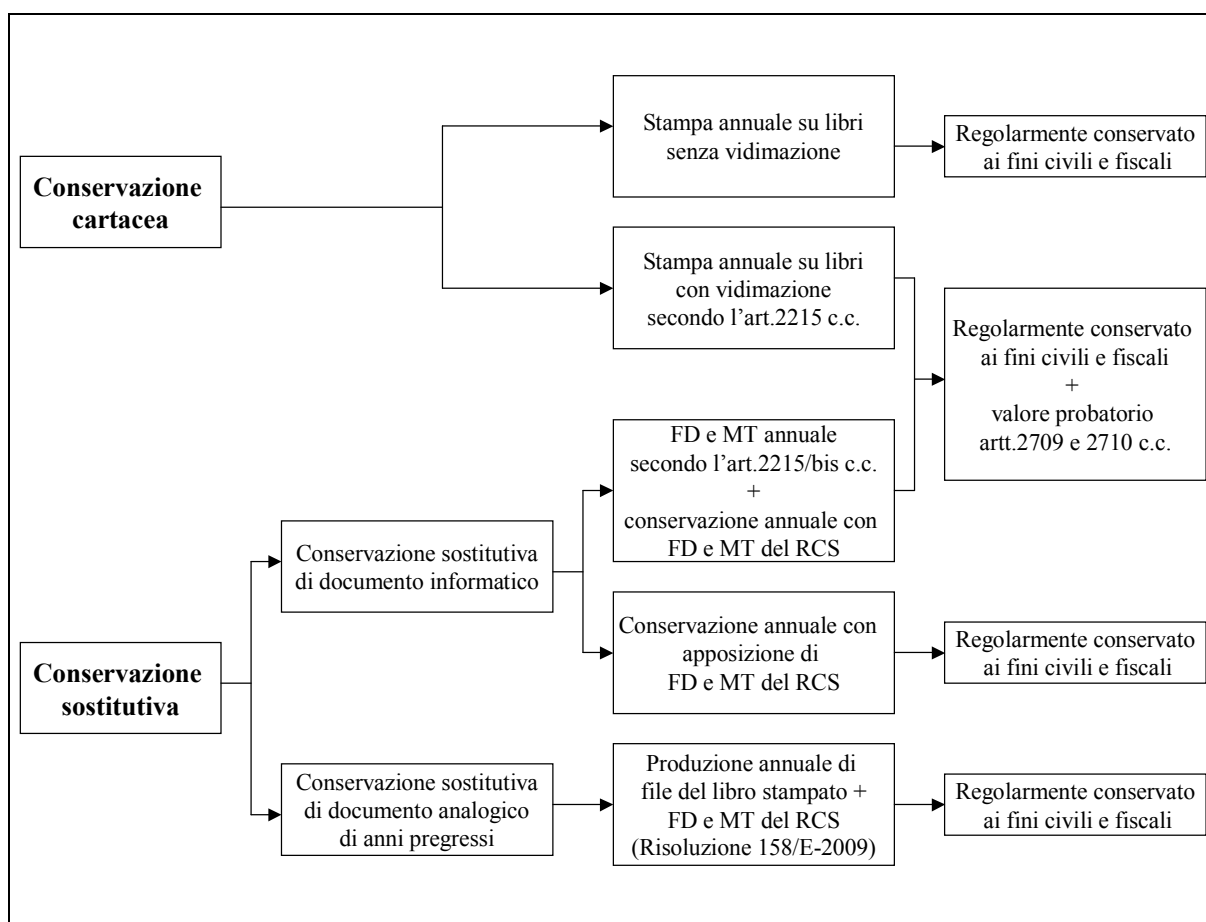 Stampa annuale su libri
senza vidimazione
Regolarmente conservato
ai fini civili e fiscali
Conservazione
cartacea
Stampa annuale su libri
con vidimazione
secondo l’art.2215 c.c.
Regolarmente conservato
ai fini civili e fiscali
+
valore probatorio
artt.2709 e 2710 c.c.
FD e MT annuale
secondo l’art.2215/bis c.c.
+
conservazione annuale con
FD e MT del RCS
Conservazione sostitutiva
di documento informatico
Conservazione annuale con
apposizione di
FD e MT del RCS
Regolarmente conservato
ai fini civili e fiscali
Conservazione
sostitutiva
Conservazione sostitutiva
di documento analogico
di anni pregressi
Produzione annuale di
file del libro stampato +
FD e MT del RCS
(Risoluzione 158/E-2009)
Regolarmente conservato
ai fini civili e fiscali